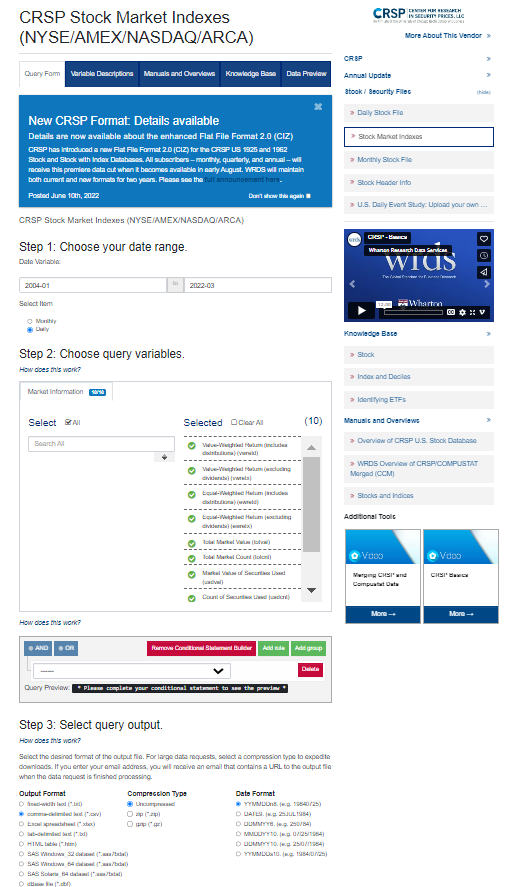 CRSP Stock Market Indexes
(NYSE/AMEX/NASDAQ/ARCA)
Query Form
Variable Descriptions
Manuals and Overviews
Knowledge Base
Data Preview
New CRSP Format: Details available
Details are now available about the enhanced Flat File Format 2.0 (CIZ)
CRSP has introduced a new Flat File Format 2.0 (CIZ) for the CRSP US 1925 and 1962
Stock and Stock with Index Databases. All subscribers – monthly, quarterly, and annual – will
receive this premiere data cut when it becomes available in early August. WRDS will maintain
both current and new formats for two years. Please see the full announcement here.
Posted June 10th, 2022
Don't show this again
CRSP Stock Market Indexes (NYSE/AMEX/NASDAQ/ARCA)
Step 1: Choose your date range.
Date Variable:
2004-01
to
2022-03
Select Item
Monthly
Daily
Step 2: Choose query variables.
How does this work?
Market Information 10/10
Select
All
Selected
Clear All
(10)
Search All
Value-Weighted Return (includes
distributions) (vwretd)
Value-Weighted Return (excluding
dividends) (vwretx)
Equal-Weighted Return (includes
distributions) (ewretd)
Equal-Weighted Return (excluding
dividends) (ewretx)
Total Market Value (totval)
Total Market Count (totcnt)
Market Value of Securities Used
(usdval)
Count of Securities Used (usdcnt)
How does this work?
AND
OR
Remove Conditional Statement Builder
Add rule
Add group
------
Delete
Query Preview: * Please complete your conditional statement to see the preview *
Step 3: Select query output.
How does this work?
Select the desired format of the output file. For large data requests, select a compression type to expedite
downloads. If you enter your email address, you will receive an email that contains a URL to the output file
when the data request is finished processing.
Output Format
fixed-width text (*.txt)
comma-delimited text (*.csv)
Excel spreadsheet (*.xlsx)
tab-delimited text (*.txt)
HTML table (*.htm)
SAS Windows_32 dataset (*.sas7bdat)
SAS Windows_64 dataset (*.sas7bdat)
SAS Solaris_64 dataset (*.sas7bdat)
dBase file (*.dbf)
Compression Type
Uncompressed
zip (*.zip)
gzip (*.gz)
Date Format
YYMMDDn8. (e.g. 19840725)
DATE9. (e.g. 25JUL1984)
DDMMYY6. (e.g. 250784)
MMDDYY10. (e.g. 07/25/1984)
DDMMYY10. (e.g. 25/07/1984)
YYMMDDs10. (e.g. 1984/07/25)
CRSP
CENTER FOR RESEARCH
IN SECURITY PRICES, LLC
More About This Vendor
CRSP
Annual Update
Stock / Security Files
(hide)
Daily Stock File
Stock Market Indexes
Monthly Stock File
Stock Header Info
U.S. Daily Event Study: Upload your own ...
CRSP - Basics
Wharton Research Data Services
wrds
The Global Standard for Business Research
Wharton
Knowledge Base
Stock
Index and Deciles
Identifying ETFs
Manuals and Overviews
Overview of CRSP U.S. Stock Database
WRDS Overview of CRSP/COMPUSTAT
Merged (CCM)
Stocks and Indices
Additional Tools
Merging CRSP and
Compustat Data
More →
CRSP Basics
More →